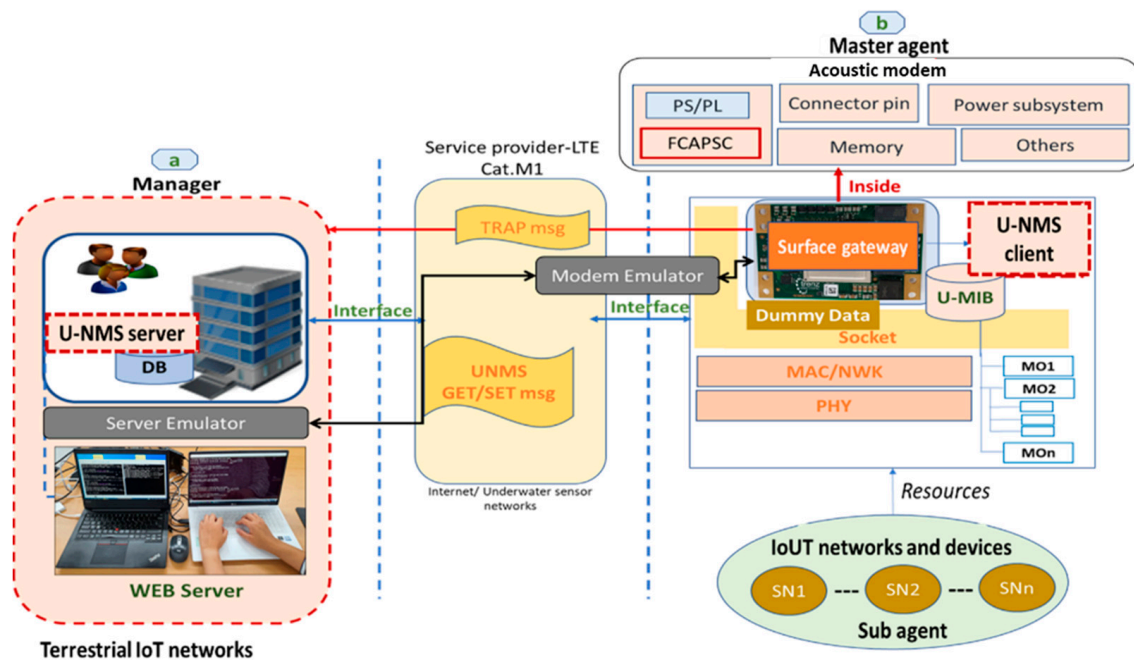 a
Manager
U-NMS server
DB
Server Emulator
WEB Server
Terrestrial IoT networks
Service provider-LTE
Cat.M1
TRAP msg
Modem Emulator
Interface
Interface
UNMS
GET/SET msg
Internet/ Underwater sensor
networks
b
Master agent
Acoustic modem
PS/PL
Connector pin
Power subsystem
FCAPSC
Memory
Others
Inside
Surface gateway
U-NMS
client
U-MIB
Dummy Data
Socket
MAC/NWK
PHY
MO1
MO2
MOn
Resources
IoUT networks and devices
SN1
---
SN2
---
SNn
Sub agent